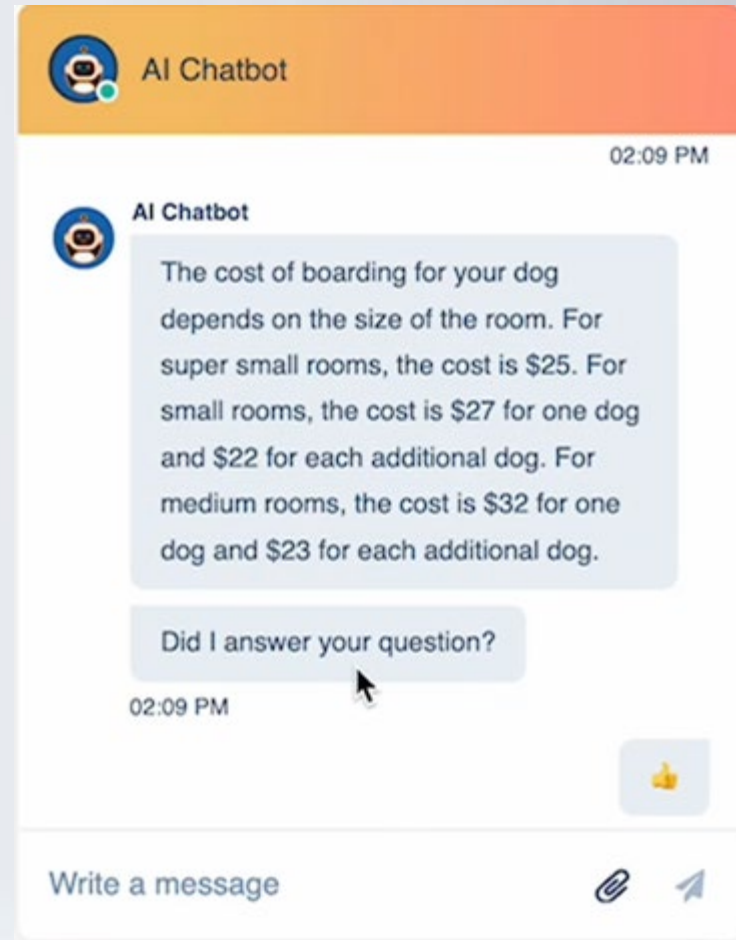 AI Chatbot
02:09 PM
AI Chatbot
The cost of boarding for your dog
depends on the size of the room. For
super small rooms, the cost is $25. For
small rooms, the cost is $27 for one dog
and $22 for each additional dog. For
medium rooms, the cost is $32 for one
dog and $23 for each additional dog.
Did I answer your question?
02:09 PM
👍
Write a message